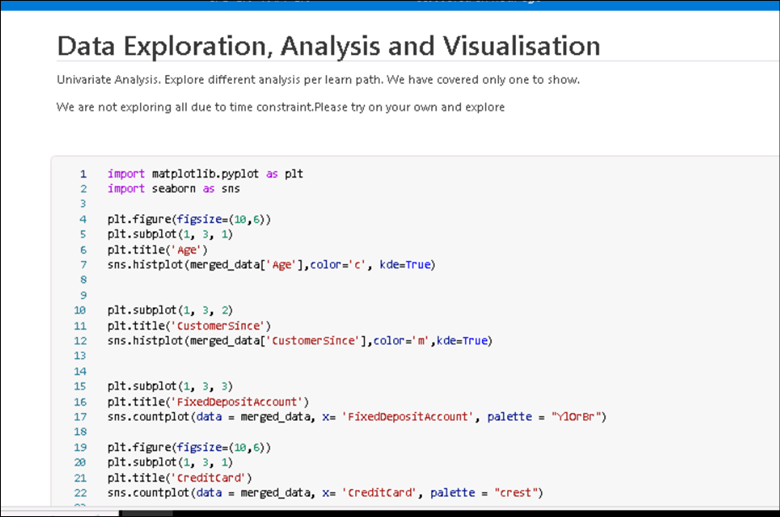 Data Exploration, Analysis and Visualisation
Univariate Analysis. Explore different analysis per learn path. We have covered only one to show.
We are not exploring all due to time constraint.Please try on your own and explore
1 import matplotlib.pyplot as plt
2 import seaborn as sns
3
4 plt.figure(figsize=(10,6))
5 plt.subplot(1, 3, 1)
6 plt.title('Age')
7 sns.histplot(merged_data['Age'],color='c', kde=True)
8
9
10 plt.subplot(1, 3, 2)
11 plt.title('CustomerSince')
12 sns.histplot(merged_data['CustomerSince'],color='m',kde=True)
13
14
15 plt.subplot(1, 3, 3)
16 plt.title('FixedDepositAccount')
17 sns.countplot(data = merged_data, x= 'FixedDepositAccount', palette = "YlOrBr")
18
19 plt.figure(figsize=(10,6))
20 plt.subplot(1, 3, 1)
21 plt.title('CreditCard')
22 sns.countplot(data = merged_data, x= 'CreditCard', palette = "crest")